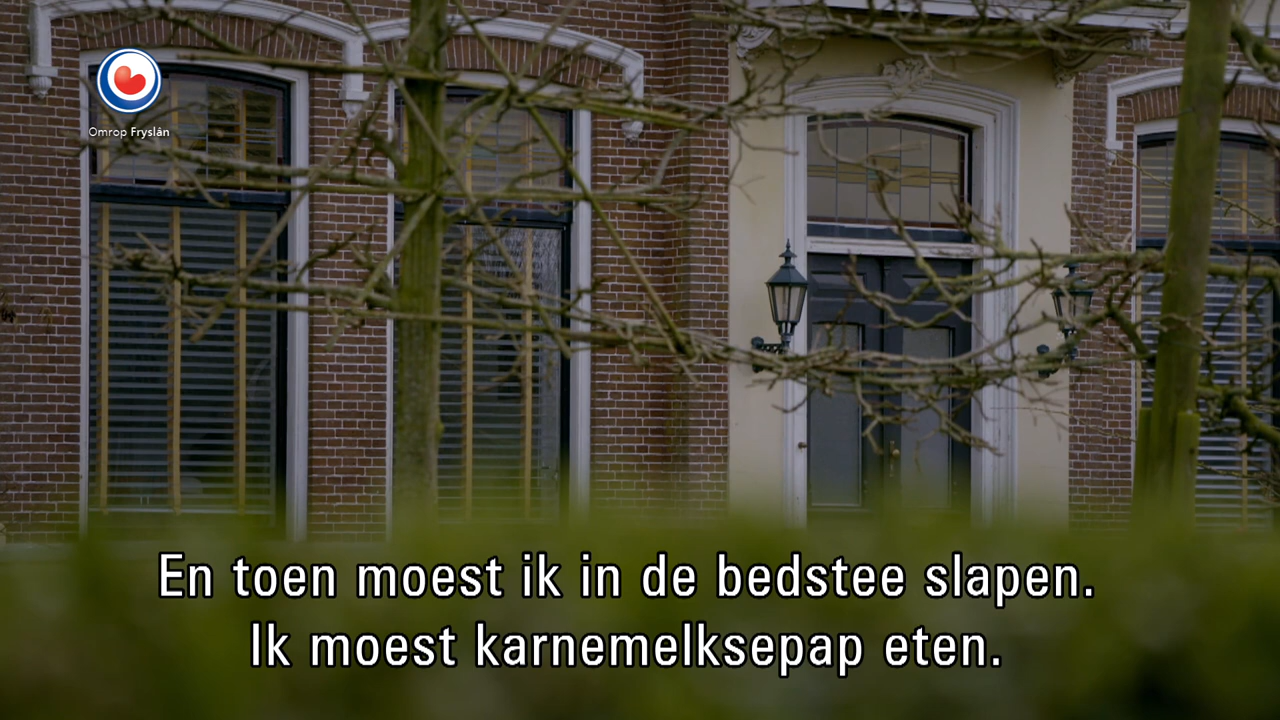 Omrop Fryslân
En toen moest ik in de bedstee slapen.
Ik moest karnemelksepap eten.